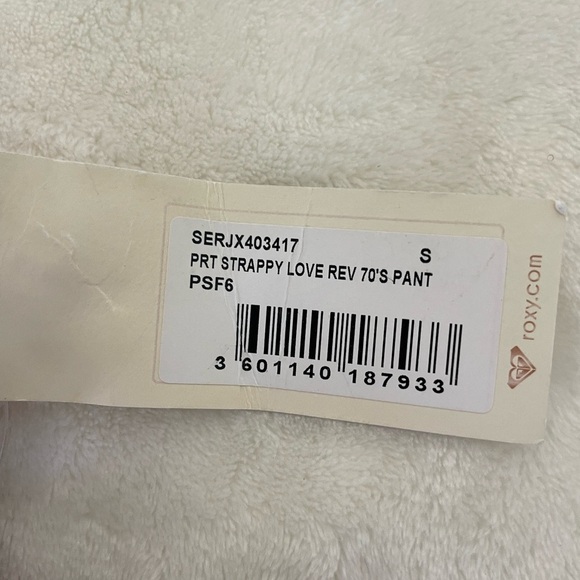 SERJX403417 S
PRT STRAPPY LOVE REV 70'S PANT
PSF6
3 601140 187933
roxy.com